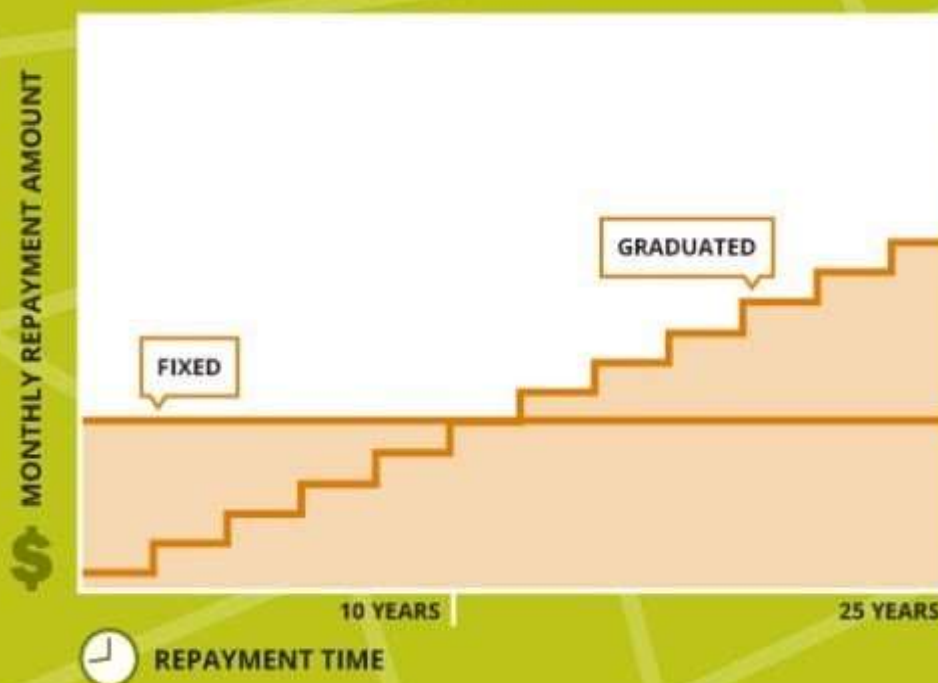 MONTHLY REPAYMENT AMOUNT
$
GRADUATED
FIXED
10 YEARS
25 YEARS
REPAYMENT TIME